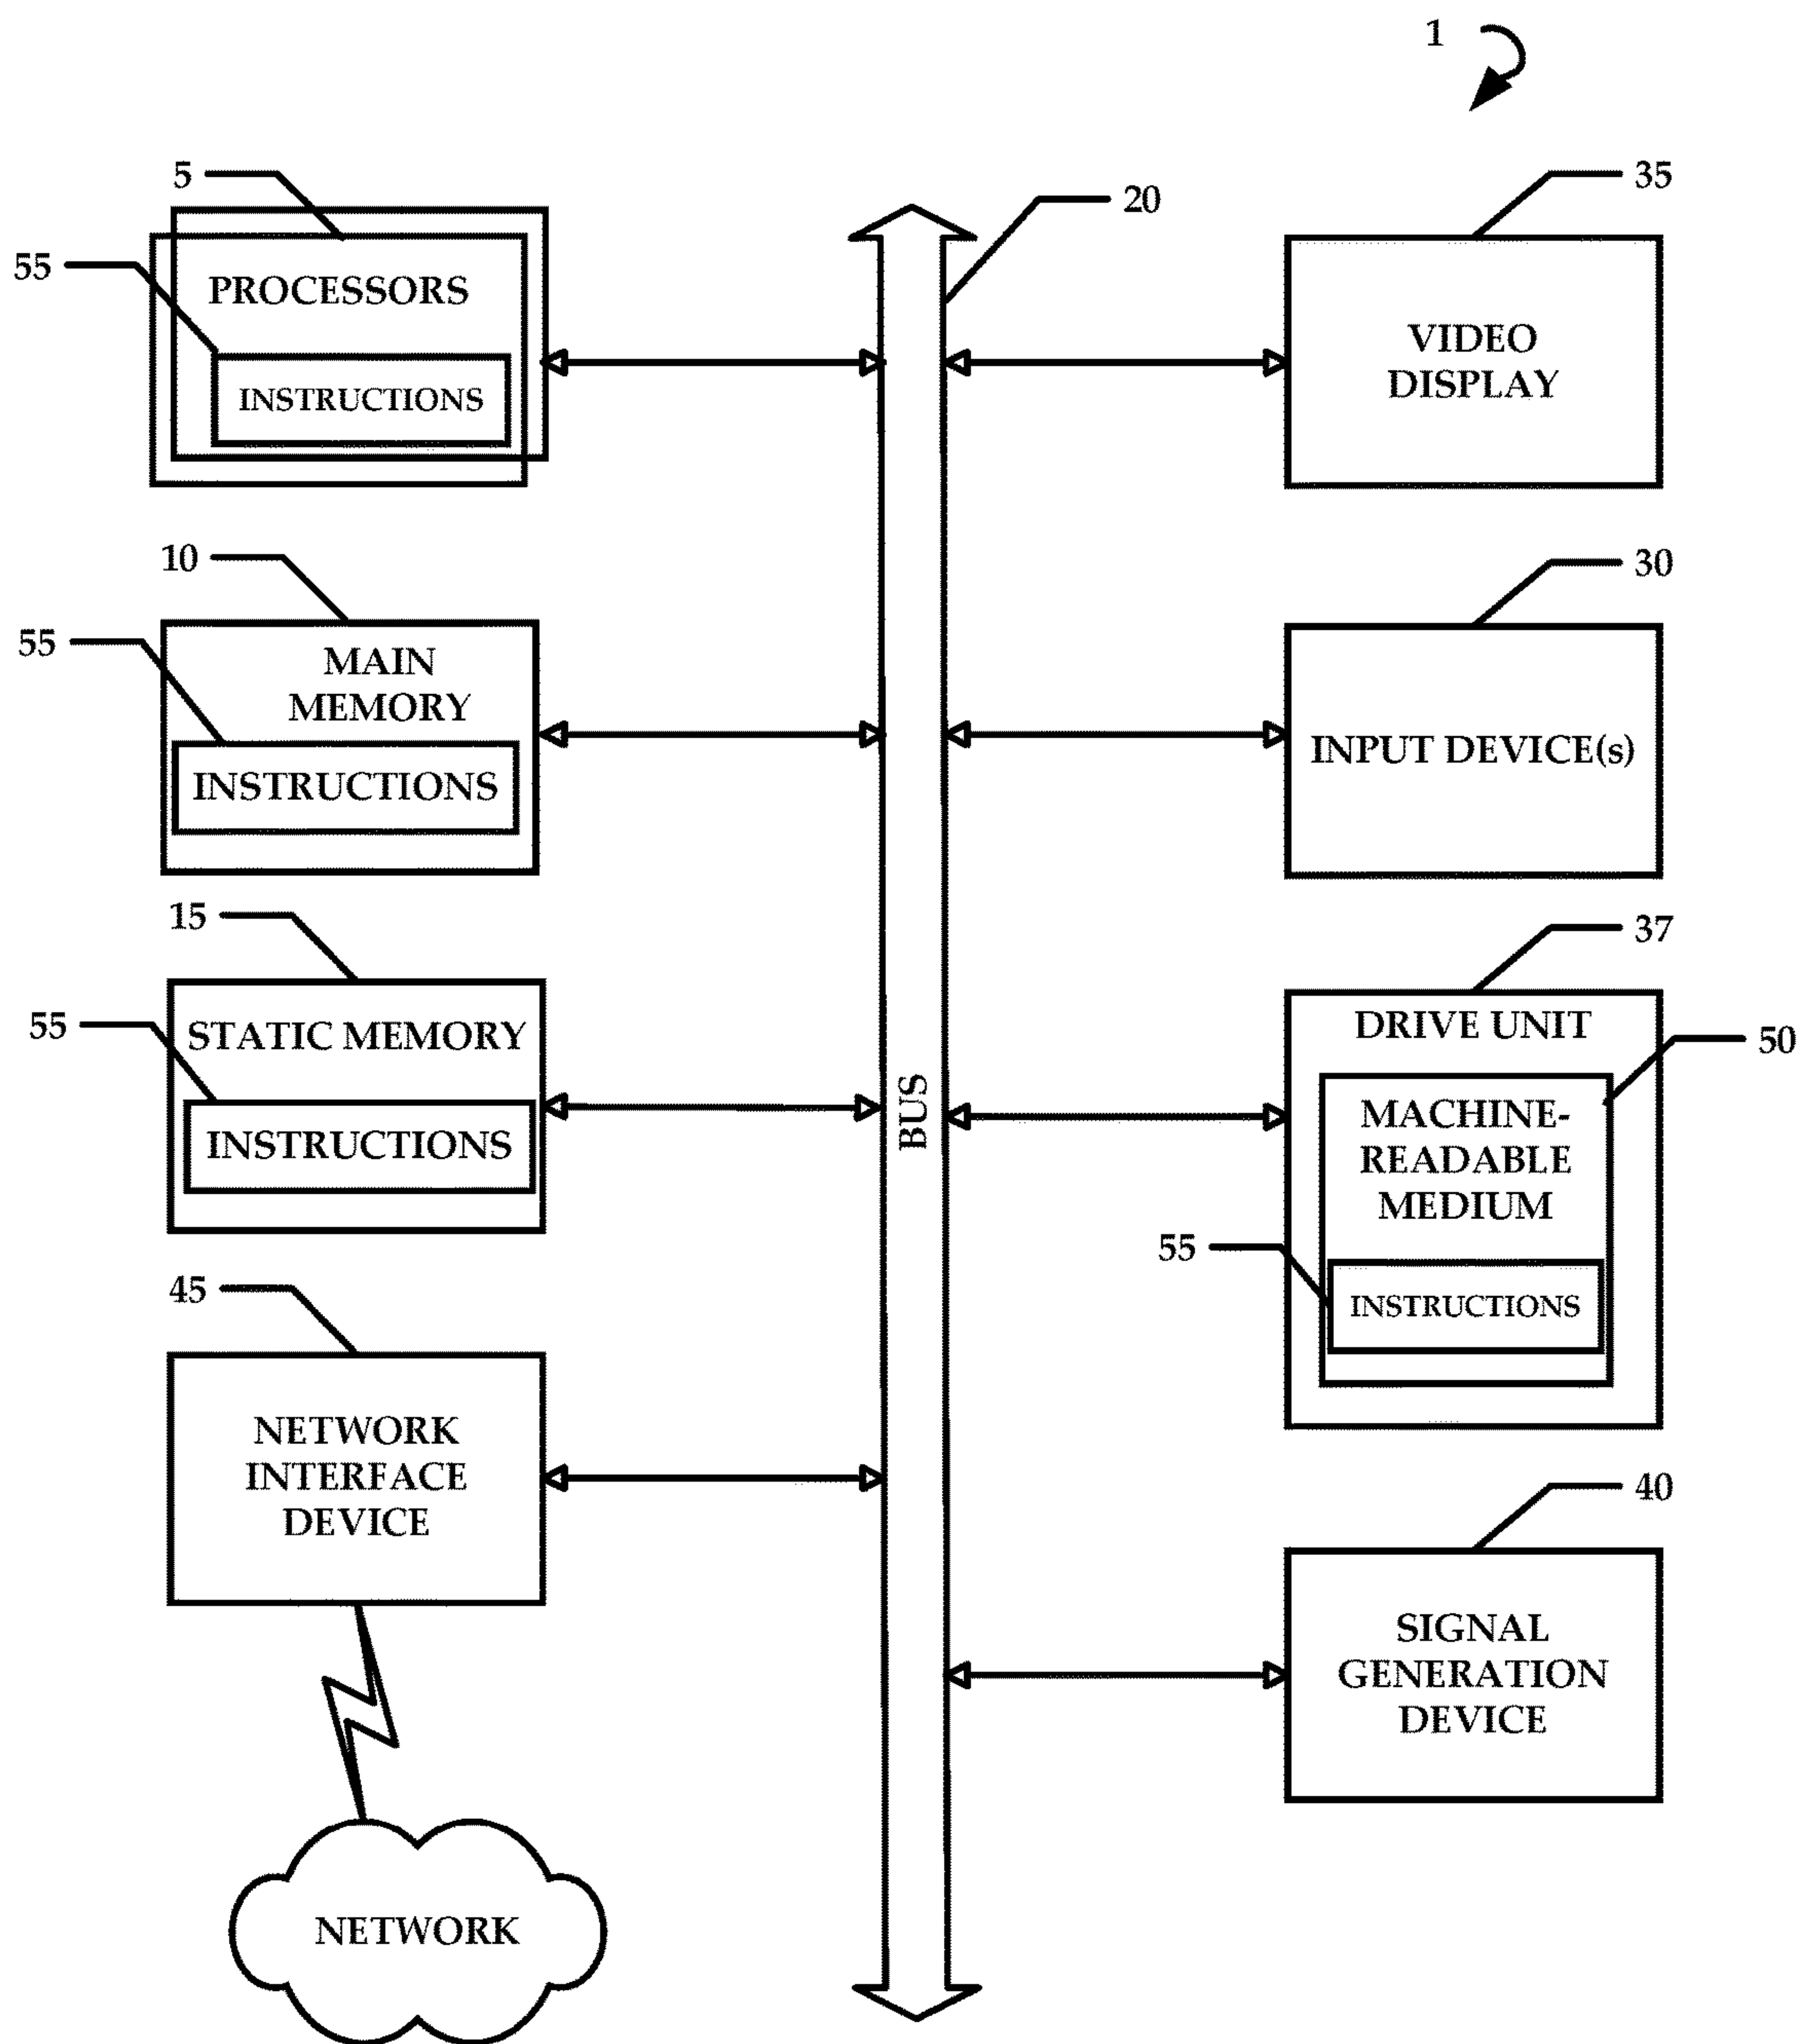 1
5
20
35
55
PROCESSORS
INSTRUCTIONS
VIDEO
DISPLAY
10
30
55
MAIN
MEMORY
INSTRUCTIONS
INPUT DEVICE(s)
15
37
55
STATIC MEMORY
INSTRUCTIONS
BUS
DRIVE UNIT
50
MACHINE-
READABLE
MEDIUM
55
INSTRUCTIONS
45
NETWORK
INTERFACE
DEVICE
40
SIGNAL
GENERATION
DEVICE
NETWORK